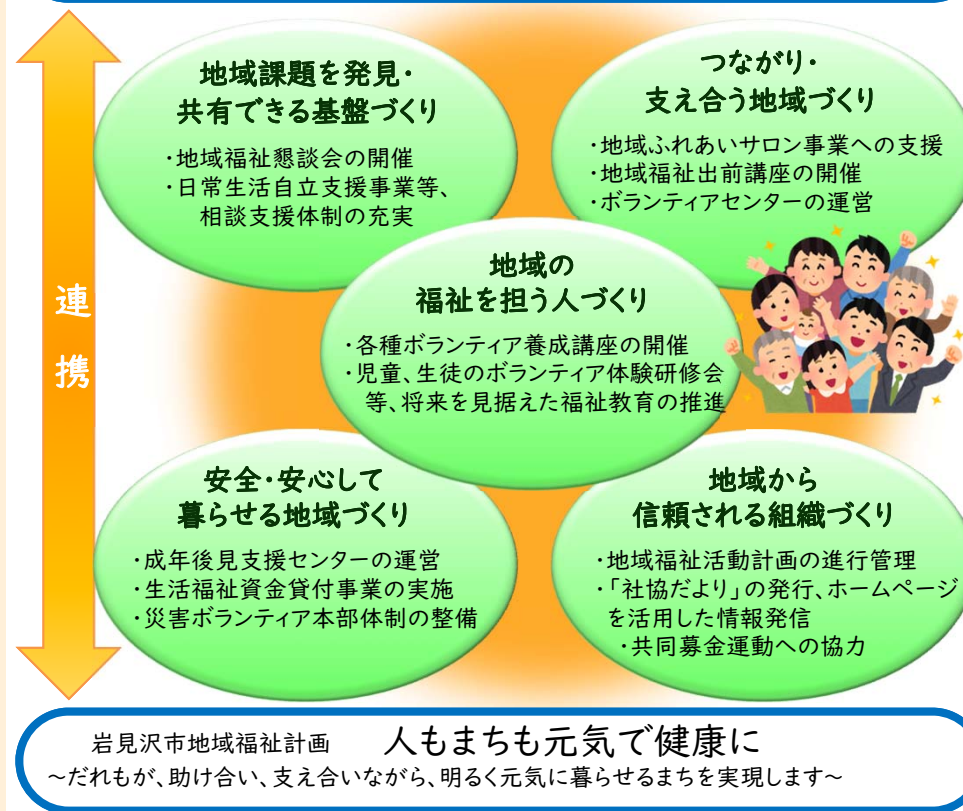 地域課題を発見・
共有できる基盤づくり
・地域福祉懇談会の開催
・日常生活自立支援事業等、
相談支援体制の充実
つながり・
支え合う地域づくり
・地域ふれあいサロン事業への支援
・地域福祉出前講座の開催
・ボランティアセンターの運営
連
携
地域の
福祉を担う人づくり
・各種ボランティア養成講座の開催
・児童、生徒のボランティア体験研修会
等、将来を見据えた福祉教育の推進
安全・安心して
暮らせる地域づくり
・成年後見支援センターの運営
・生活福祉資金貸付事業の実施
・災害ボランティア本部体制の整備
地域から
信頼される組織づくり
・地域福祉活動計画の進行管理
・「社協だより」の発行、ホームページ
を活用した情報発信
・共同募金運動への協力
岩見沢市地域福祉計画 人もまちも元気で健康に
~だれもが、助け合い、支え合いながら、明るく元気に暮らせるまちを実現します~